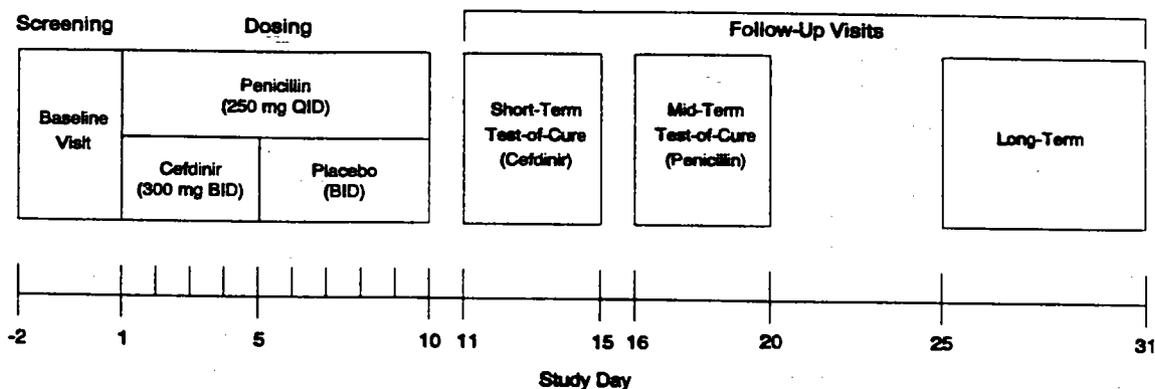 Screening
Dosing
Follow-Up Visits
Baseline
Visit
Penicillin
(250 mg QID)
Cefdinir
(300 mg BID)
Placebo
(BID)
Short-Term
Test-of-Cure
(Cefdinir)
Mid-Term
Test-of-Cure
(Penicillin)
Long-Term
-2 1 5 10 11 15 16 20 25 31
Study Day